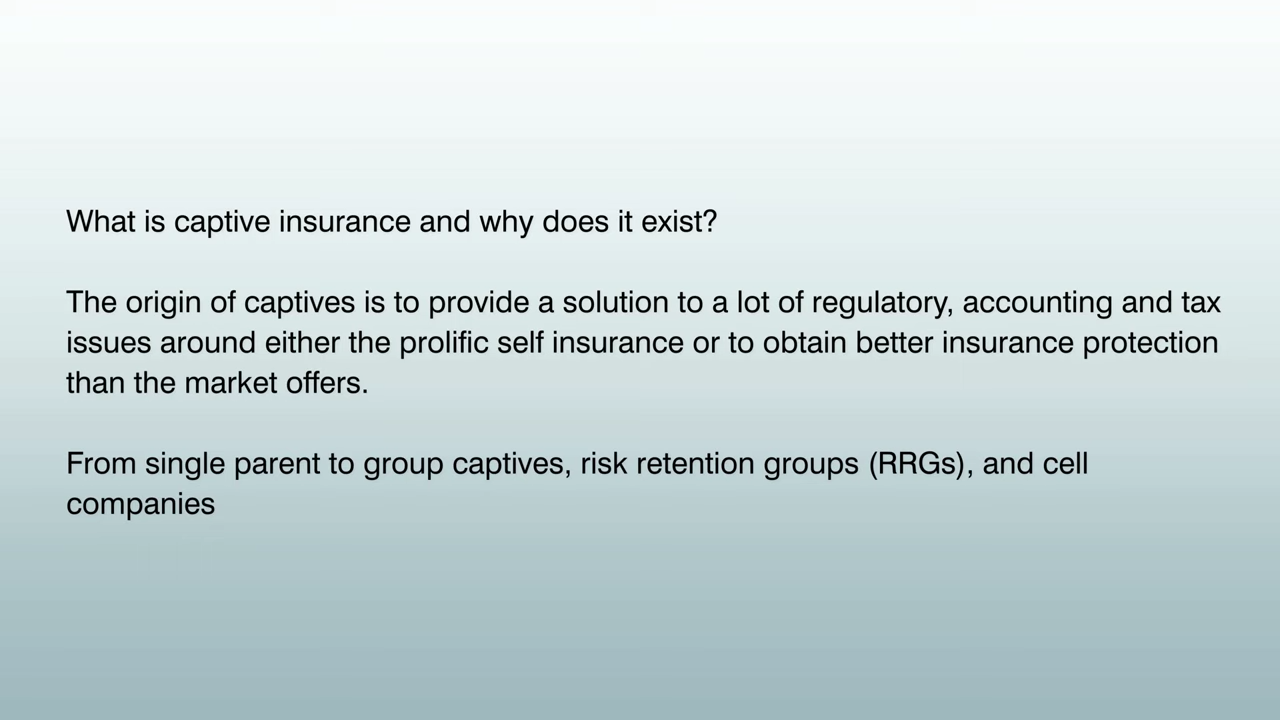 What is captive insurance and why does it exist?
The origin of captives is to provide a solution to a lot of regulatory, accounting and tax
issues around either the prolific self insurance or to obtain better insurance protection
than the market offers.
From single parent to group captives, risk retention groups (RRGs), and cell
companies